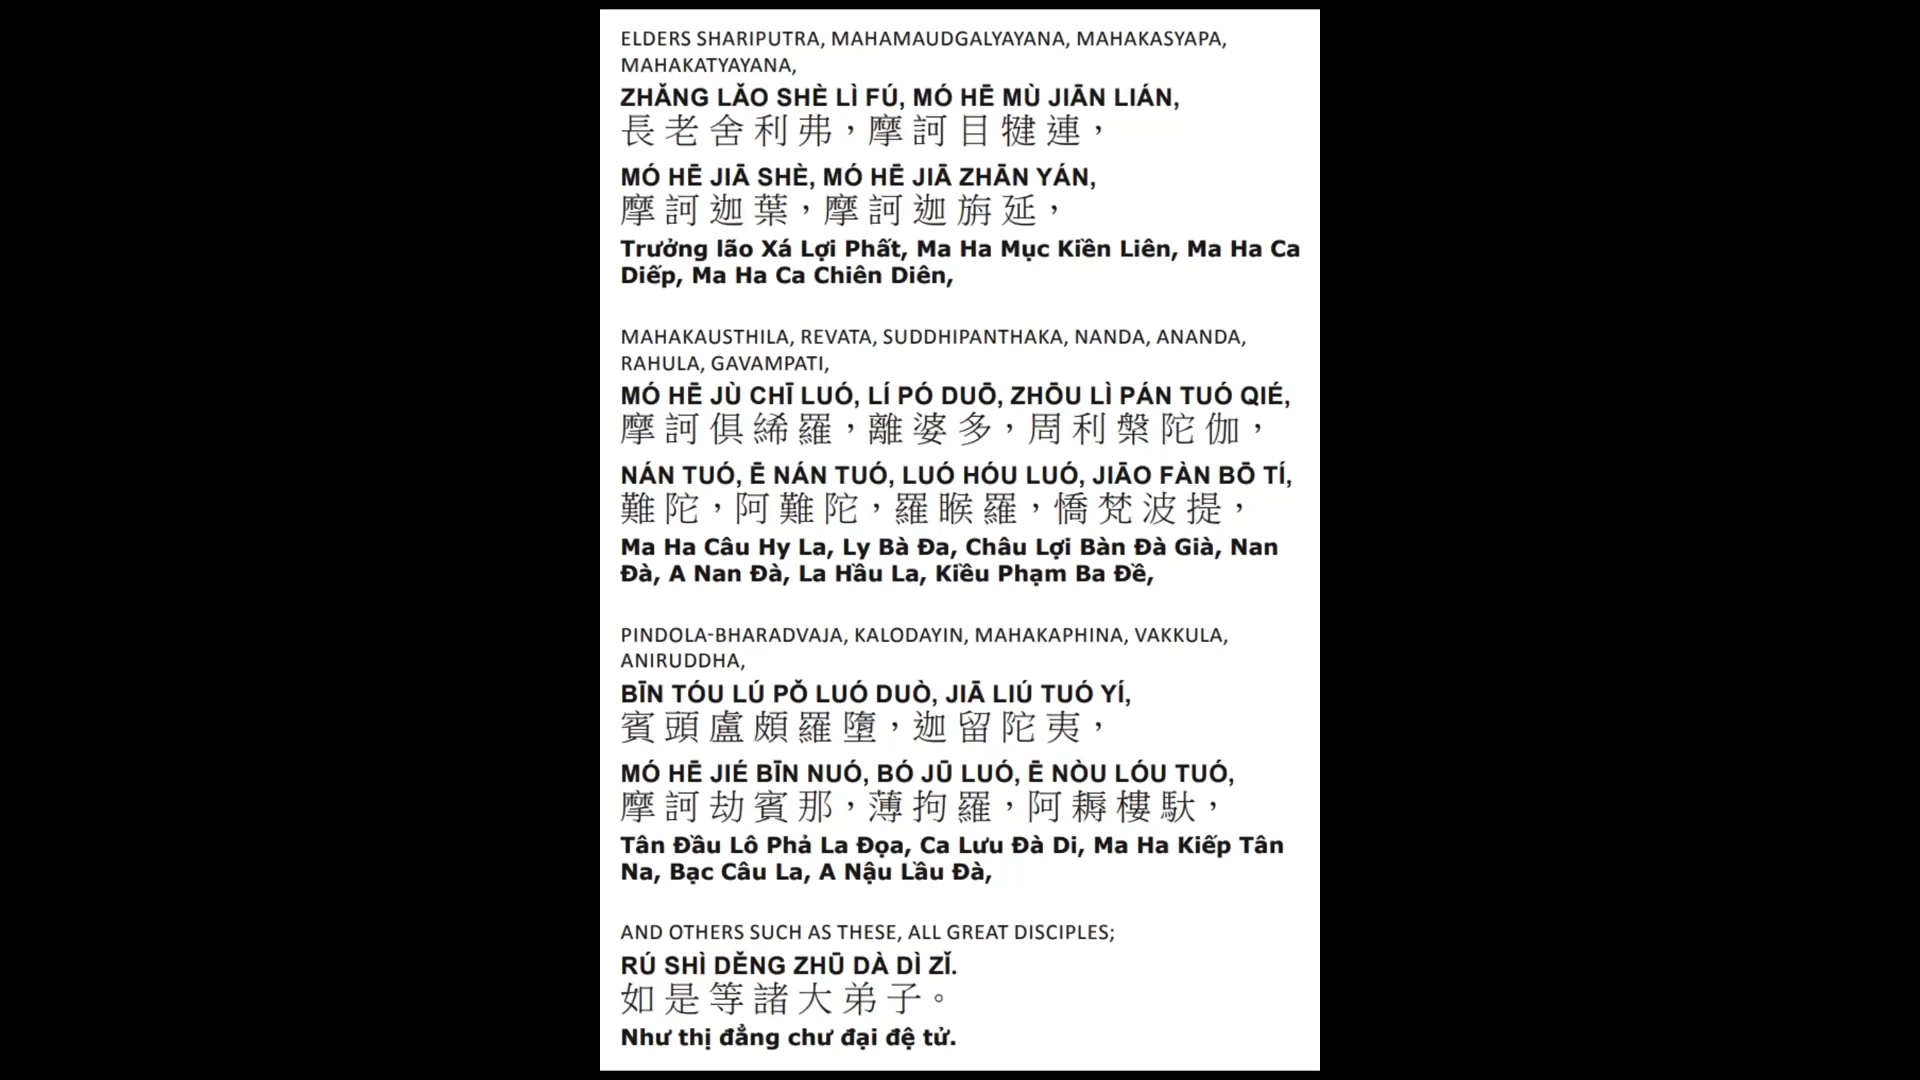 ELDERS SHARIPUTRA, MAHAMAUDGALYAYANA, MAHAKASYAPA,
MAHAKATYAYANA,
ZHǍNG LǍO SHÈ LÌ FÚ, MÓ HĒ MÙ JIĀN LIÁN,
長老舍利弗，摩訶目犍連，
MÓ HĒ JIĀ SHÈ, MÓ HĒ JIĀ ZHĀN YÁN,
摩訶迦葉，摩訶迦旃延，
Trưởng lão Xá Lợi Phất, Ma Ha Mục Kiền Liên, Ma Ha Ca
Diếp, Ma Ha Ca Chiên Diên,
MAHAKAUSTHILA, REVATA, SUDDHIPANTHAKA, NANDA, ANANDA,
RAHULA, GAVAMPATI,
MÓ HĒ JÙ CHĪ LUÓ, LÍ PÓ DUŌ, ZHŌU LÌ PÁN TUÓ QIÉ,
摩訶俱絺羅，離婆多，周利槃陀伽，
NÁN TUÓ, Ē NÁN TUÓ, LUÓ HÓU LUÓ, JIĀO FÀN BŌ TÍ,
難陀，阿難陀，羅睺羅，憍梵波提，
Ma Ha Câu Hy La, Ly Bà Đa, Châu Lợi Bàn Đà Già, Nan
Đà, A Nan Đà, La Hầu La, Kiều Phạm Ba Đề,
PINDOLA-BHARADVAJA, KALODAYIN, MAHAKAPHINA, VAKKULA,
ANIRUDDHA,
BĪN TÓU LÚ PǑ LUÓ DUÒ, JIĀ LIÚ TUÓ YÍ,
賓頭盧頗羅墮，迦留陀夷，
MÓ HĒ JIÉ BĪN NUÓ, BÓ JŪ LUÓ, Ē NÒU LÓU TUÓ,
摩訶劫賓那，薄拘羅，阿耨樓馱，
Tân Đầu Lô Phả La Đọa, Ca Lưu Đà Di, Ma Ha Kiếp Tân
Na, Bạc Câu La, A Nậu Lầu Đà,
AND OTHERS SUCH AS THESE, ALL GREAT DISCIPLES;
RÚ SHÌ DĚNG ZHŪ DÀ DÌ ZǏ.
如是等諸大弟子。
Như thị đẳng chư đại đệ tử.